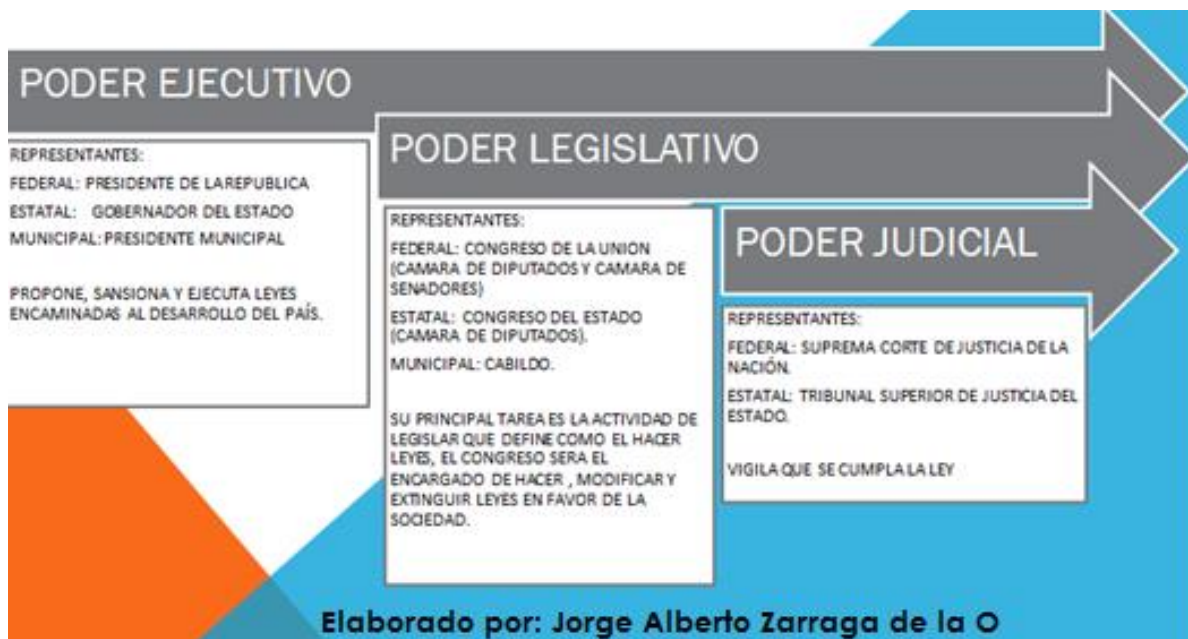 PODER EJECUTIVO
REPRESENTANTES:
FEDERAL: PRESIDENTE DE LAREPUBLICA
ESTATAL: GOBERNADOR DEL ESTADO
MUNICIPAL: PRESIDENTE MUNICIPAL
PROPONE, SANSIONA Y EJECUTA LEYES
ENCAMINADAS AL DESARROLLO DEL PAÍS.
PODER LEGISLATIVO
REPRESENTANTES:
FEDERAL: CONGRESO DE LA UNION
(CAMARA DE DIPUTADOS Y CAMARA DE
SENADORES)
ESTATAL: CONGRESO DEL ESTADO
(CAMARA DE DIPUTADOS).
MUNICIPAL: CABILDO.
SU PRINCIPAL TAREA ES LA ACTIVIDAD DE
LEGISLAR QUE DEFINE COMO EL HACER
LEYES, EL CONGRESO SERA EL
ENCARGADO DE HACER , MODIFICAR Y
EXTINGUIR LEYES EN FAVOR DE LA
SOCIEDAD.
PODER JUDICIAL
REPRESENTANTES:
FEDERAL: SUPREMA CORTE DE JUSTICIA DE LA
NACIÓN.
ESTATAL: TRIBUNAL SUPERIOR DE JUSTICIA DEL
ESTADO.
VIGILA QUE SE CUMPLA LA LEY
Elaborado por: Jorge Alberto Zarraga de la O